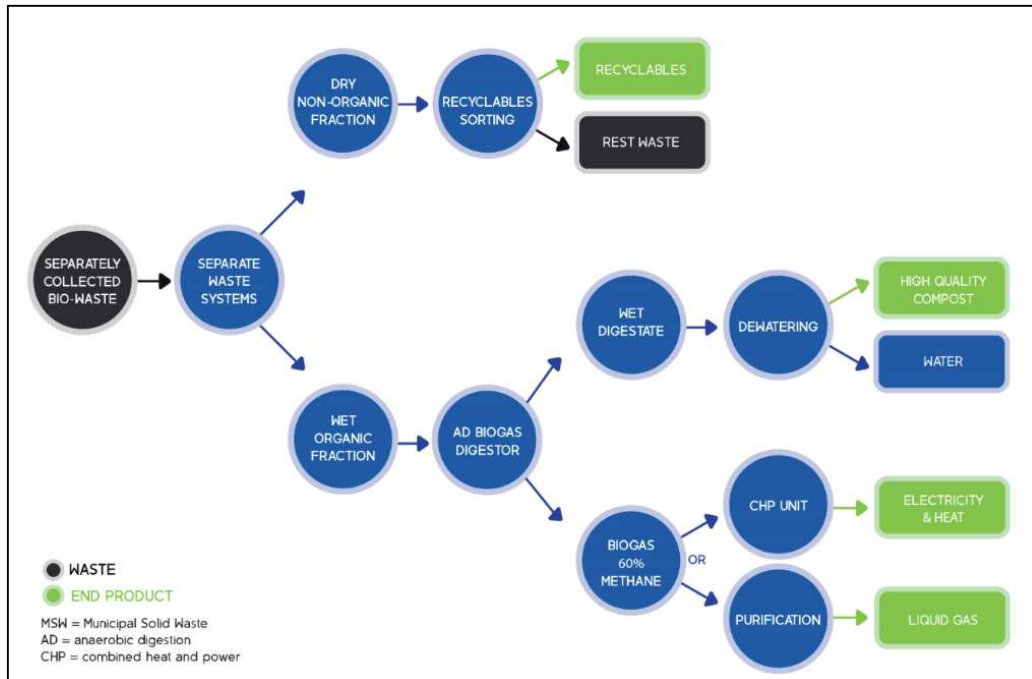 DRY
NON-ORGANIC
FRACTION
RECYCLABLES
SORTING
RECYCLABLES
REST WASTE
SEPARATELY
COLLECTED
BIO-WASTE
SEPARATE
WASTE
SYSTEMS
WET
DIGESTATE
DEWATERING
HIGH QUALITY
COMPOST
WATER
WET
ORGANIC
FRACTION
AD BIOGAS
DIGESTOR
BIOGAS
60%
METHANE
OR
CHP UNIT
ELECTRICITY
& HEAT
PURIFICATION
LIQUID GAS
WASTE
END PRODUCT
MSW = Municipal Solid Waste
AD = anaerobic digestion
CHP = combined heat and power